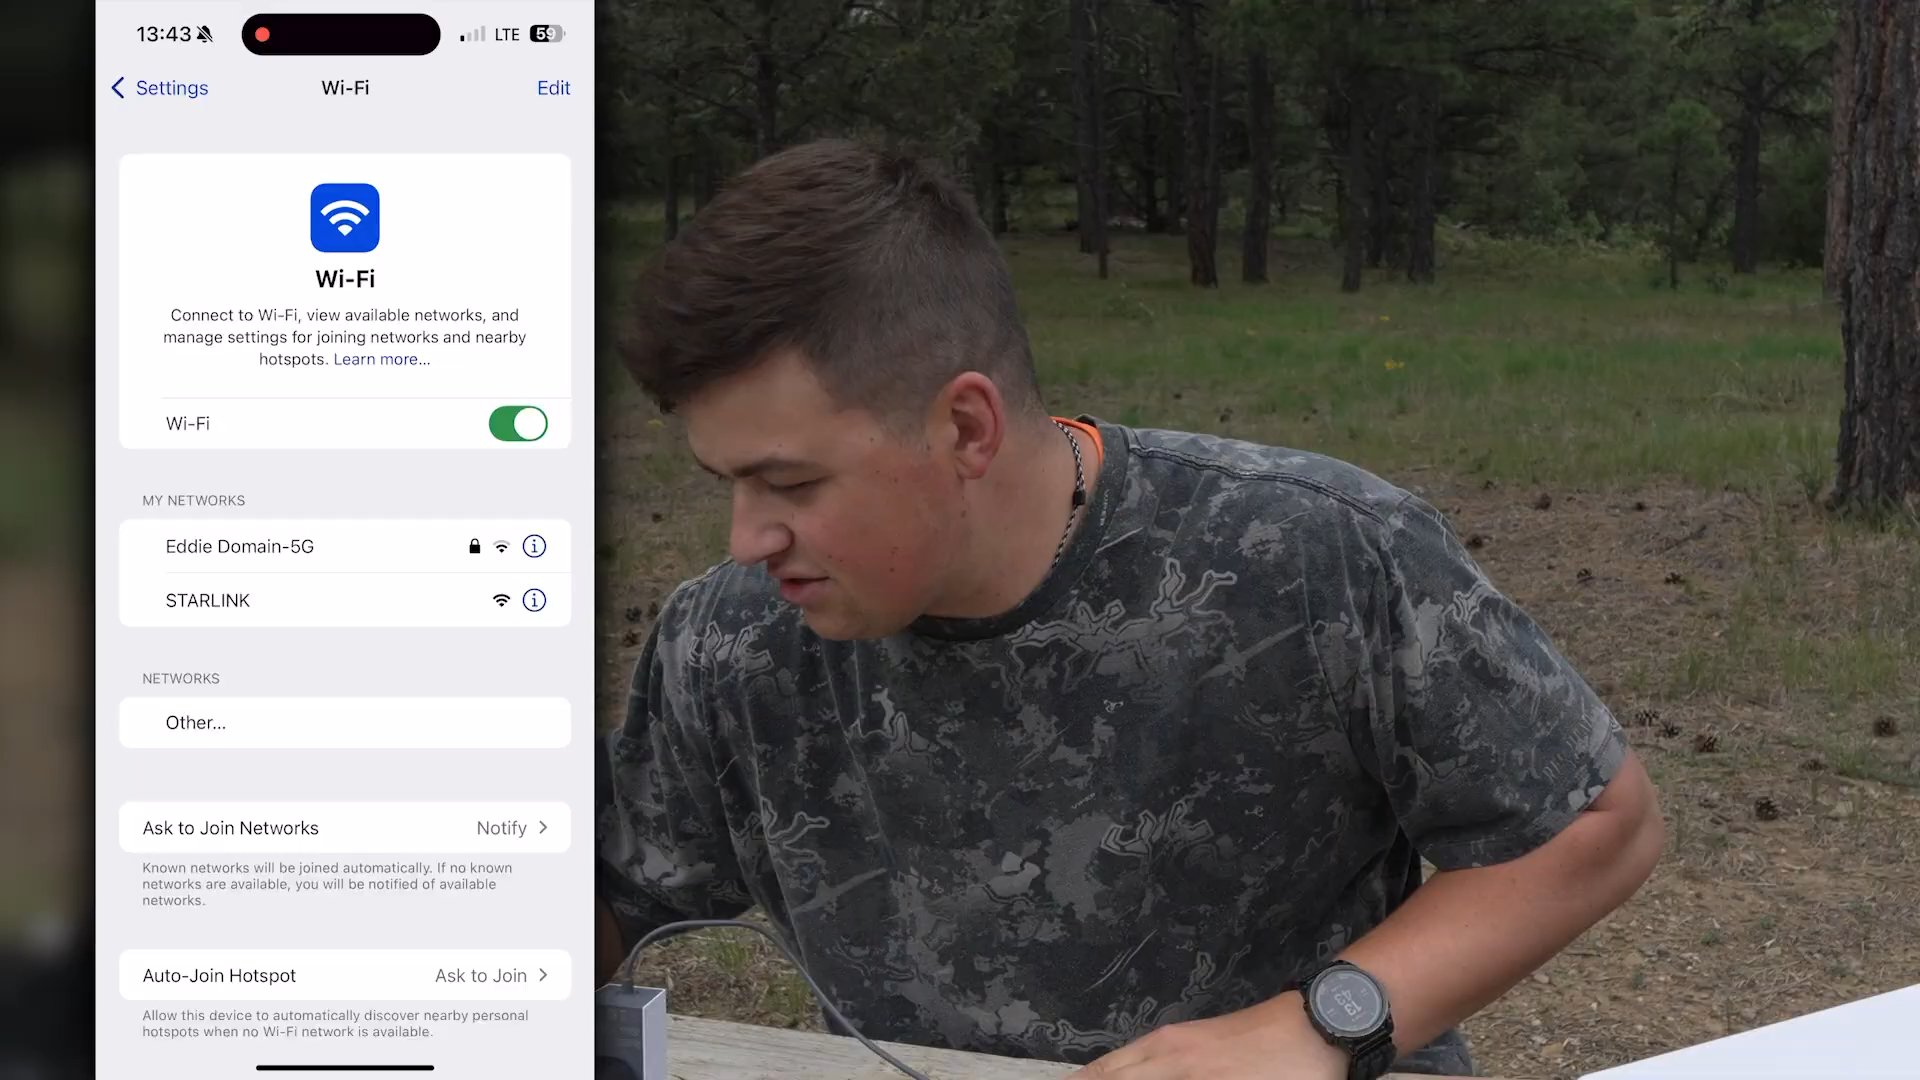 13:43
LTE
59
Settings
Wi-Fi
Edit
Wi-Fi
Connect to Wi-Fi, view available networks, and
manage settings for joining networks and nearby
hotspots. Learn more...
Wi-Fi
MY NETWORKS
Eddie Domain-5G
STARLINK
NETWORKS
Other...
Ask to Join Networks
Notify
Known networks will be joined automatically. If no known
networks are available, you will be notified of available
networks.
Auto-Join Hotspot
Ask to Join
Allow this device to automatically discover nearby personal
hotspots when no Wi-Fi network is available.